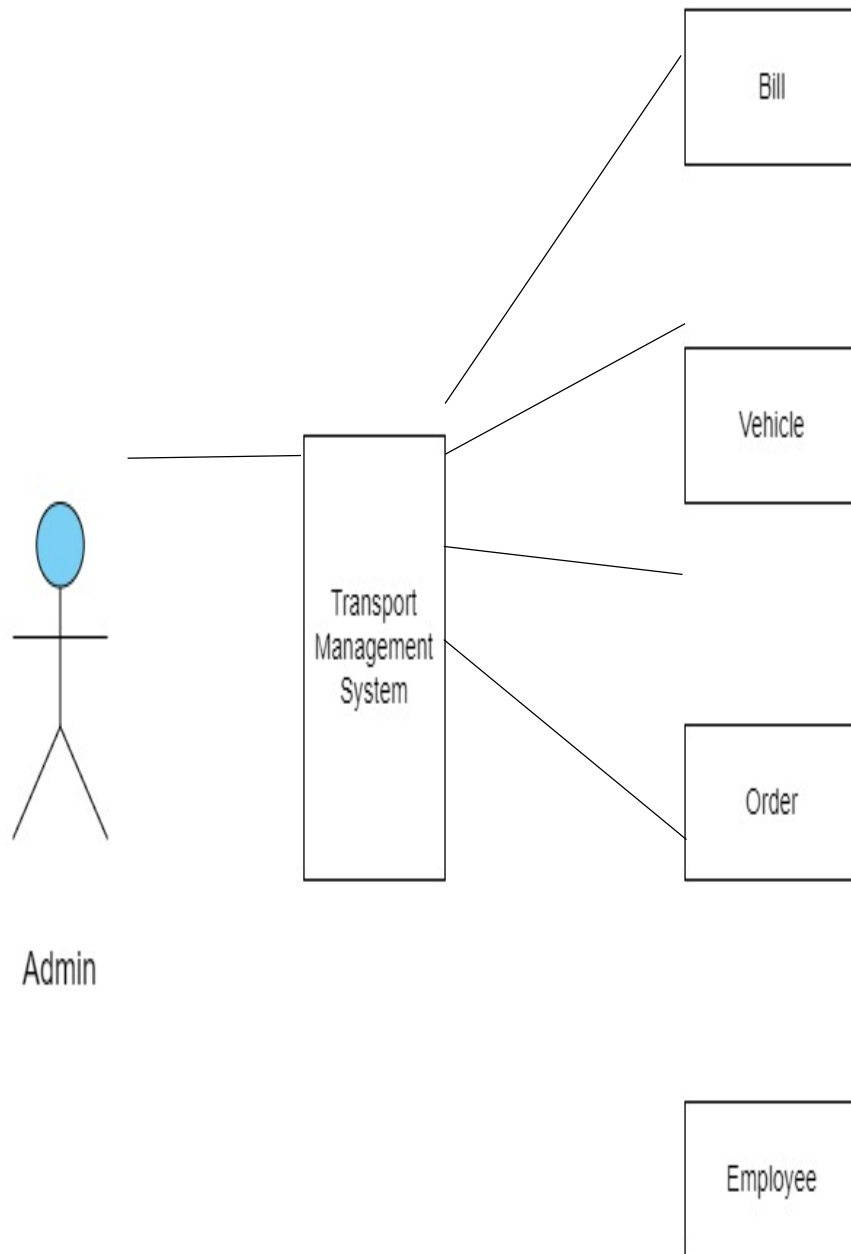 Bill
Vehicle
Transport
Management
System
Order
Admin
Employee